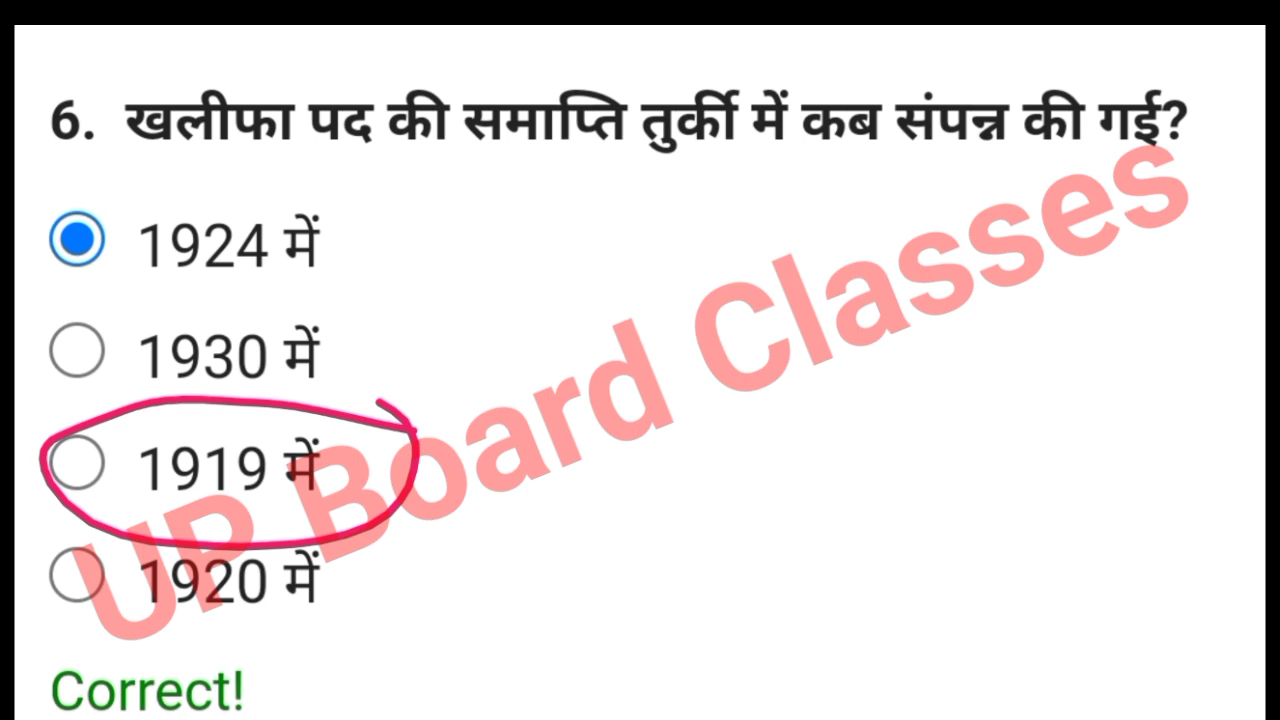 6. खलीफा पद की समाप्ति तुर्की में कब संपन्न की गई?
1924 में
1930 में
1919 में
1920 में
Correct!
UP Board Classes